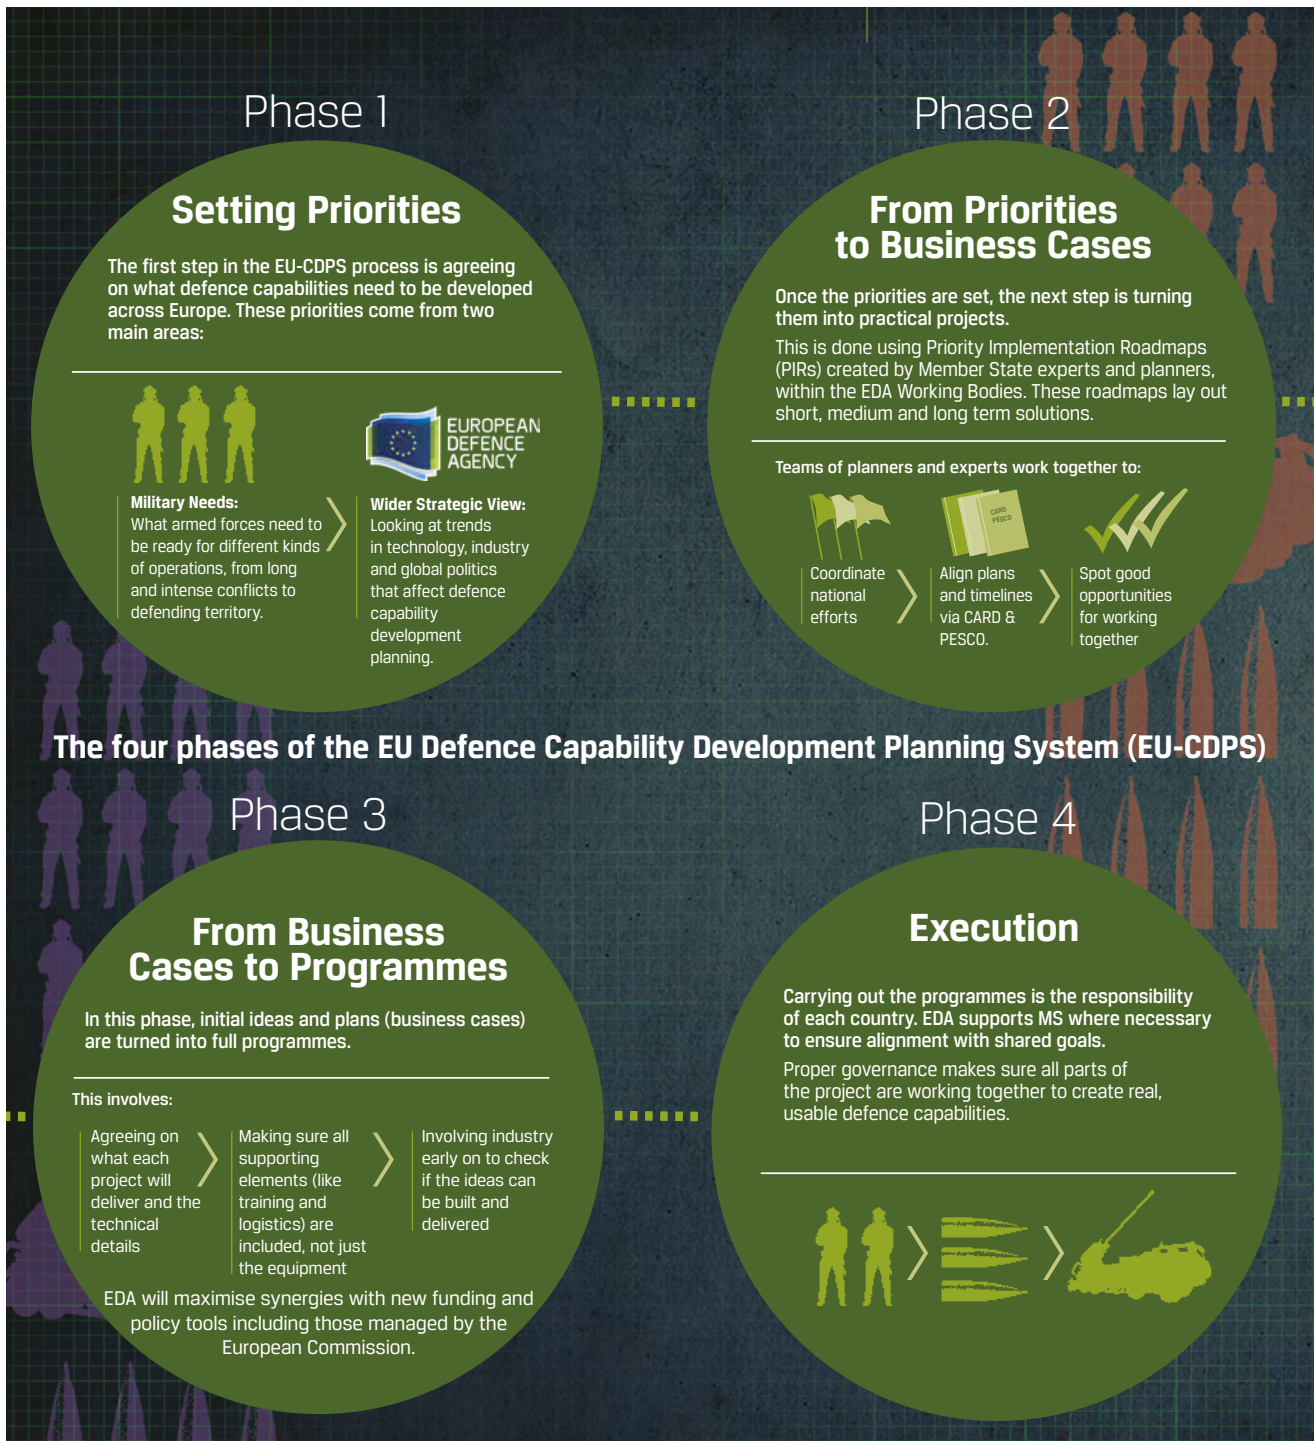 Phase 1
Setting Priorities
The first step in the EU-CDPS process is agreeing
on what defence capabilities need to be developed
across Europe. These priorities come from two
main areas:
EUROPEAN
DEFENCE
AGENCY
Military Needs:
What armed forces need to
be ready for different kinds
of operations, from long
and intense conflicts to
defending territory.
Wider Strategic View:
Looking at trends
in technology, industry
and global politics
that affect defence
capability
development
planning.
Phase 2
From Priorities
to Business Cases
Once the priorities are set, the next step is turning
them into practical projects.
This is done using Priority Implementation Roadmaps
(PIRs) created by Member State experts and planners,
within the EDA Working Bodies. These roadmaps lay out
short, medium and long term solutions.
Teams of planners and experts work together to:
CARD
PESCO
Coordinate
national
efforts
Align plans
and timelines
via CARD &
PESCO.
Spot good
opportunities
for working
together
The four phases of the EU Defence Capability Development Planning System (EU-CDPS)
Phase 3
From Business
Cases to Programmes
In this phase, initial ideas and plans (business cases)
are turned into full programmes.
This involves:
Agreeing on
what each
project will
deliver and the
technical
details
Making sure all
supporting
elements (like
training and
logistics) are
included, not just
the equipment
Involving industry
early on to check
if the ideas can
be built and
delivered
EDA will maximise synergies with new funding and
policy tools including those managed by the
European Commission.
Phase 4
Execution
Carrying out the programmes is the responsibility
of each country. EDA supports MS where necessary
to ensure alignment with shared goals.
Proper governance makes sure all parts of
the project are working together to create real,
usable defence capabilities.